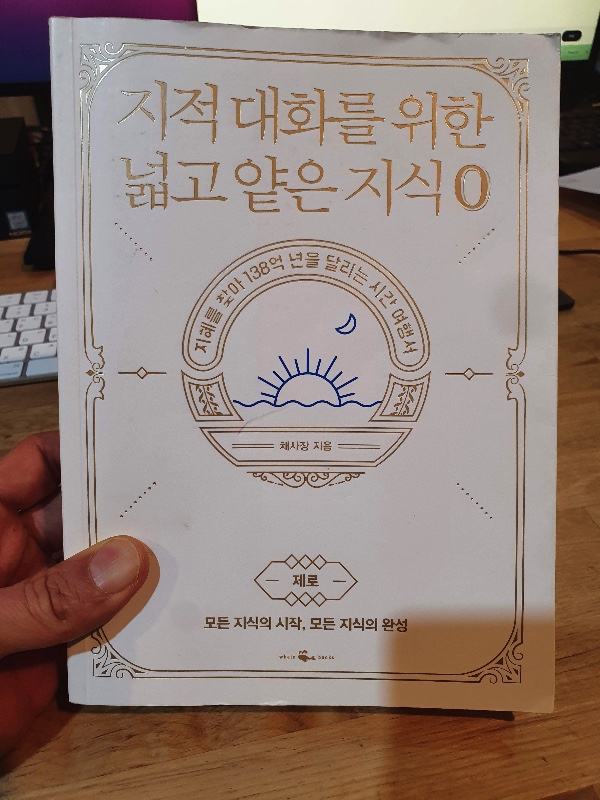 지적 대화를 위한
넓고 얕은 지식 0
지혜를 찾아 138억 년을 달리는 시간 여행서
채사장 지음
제로
모든 지식의 시작, 모든 지식의 완성
whale books